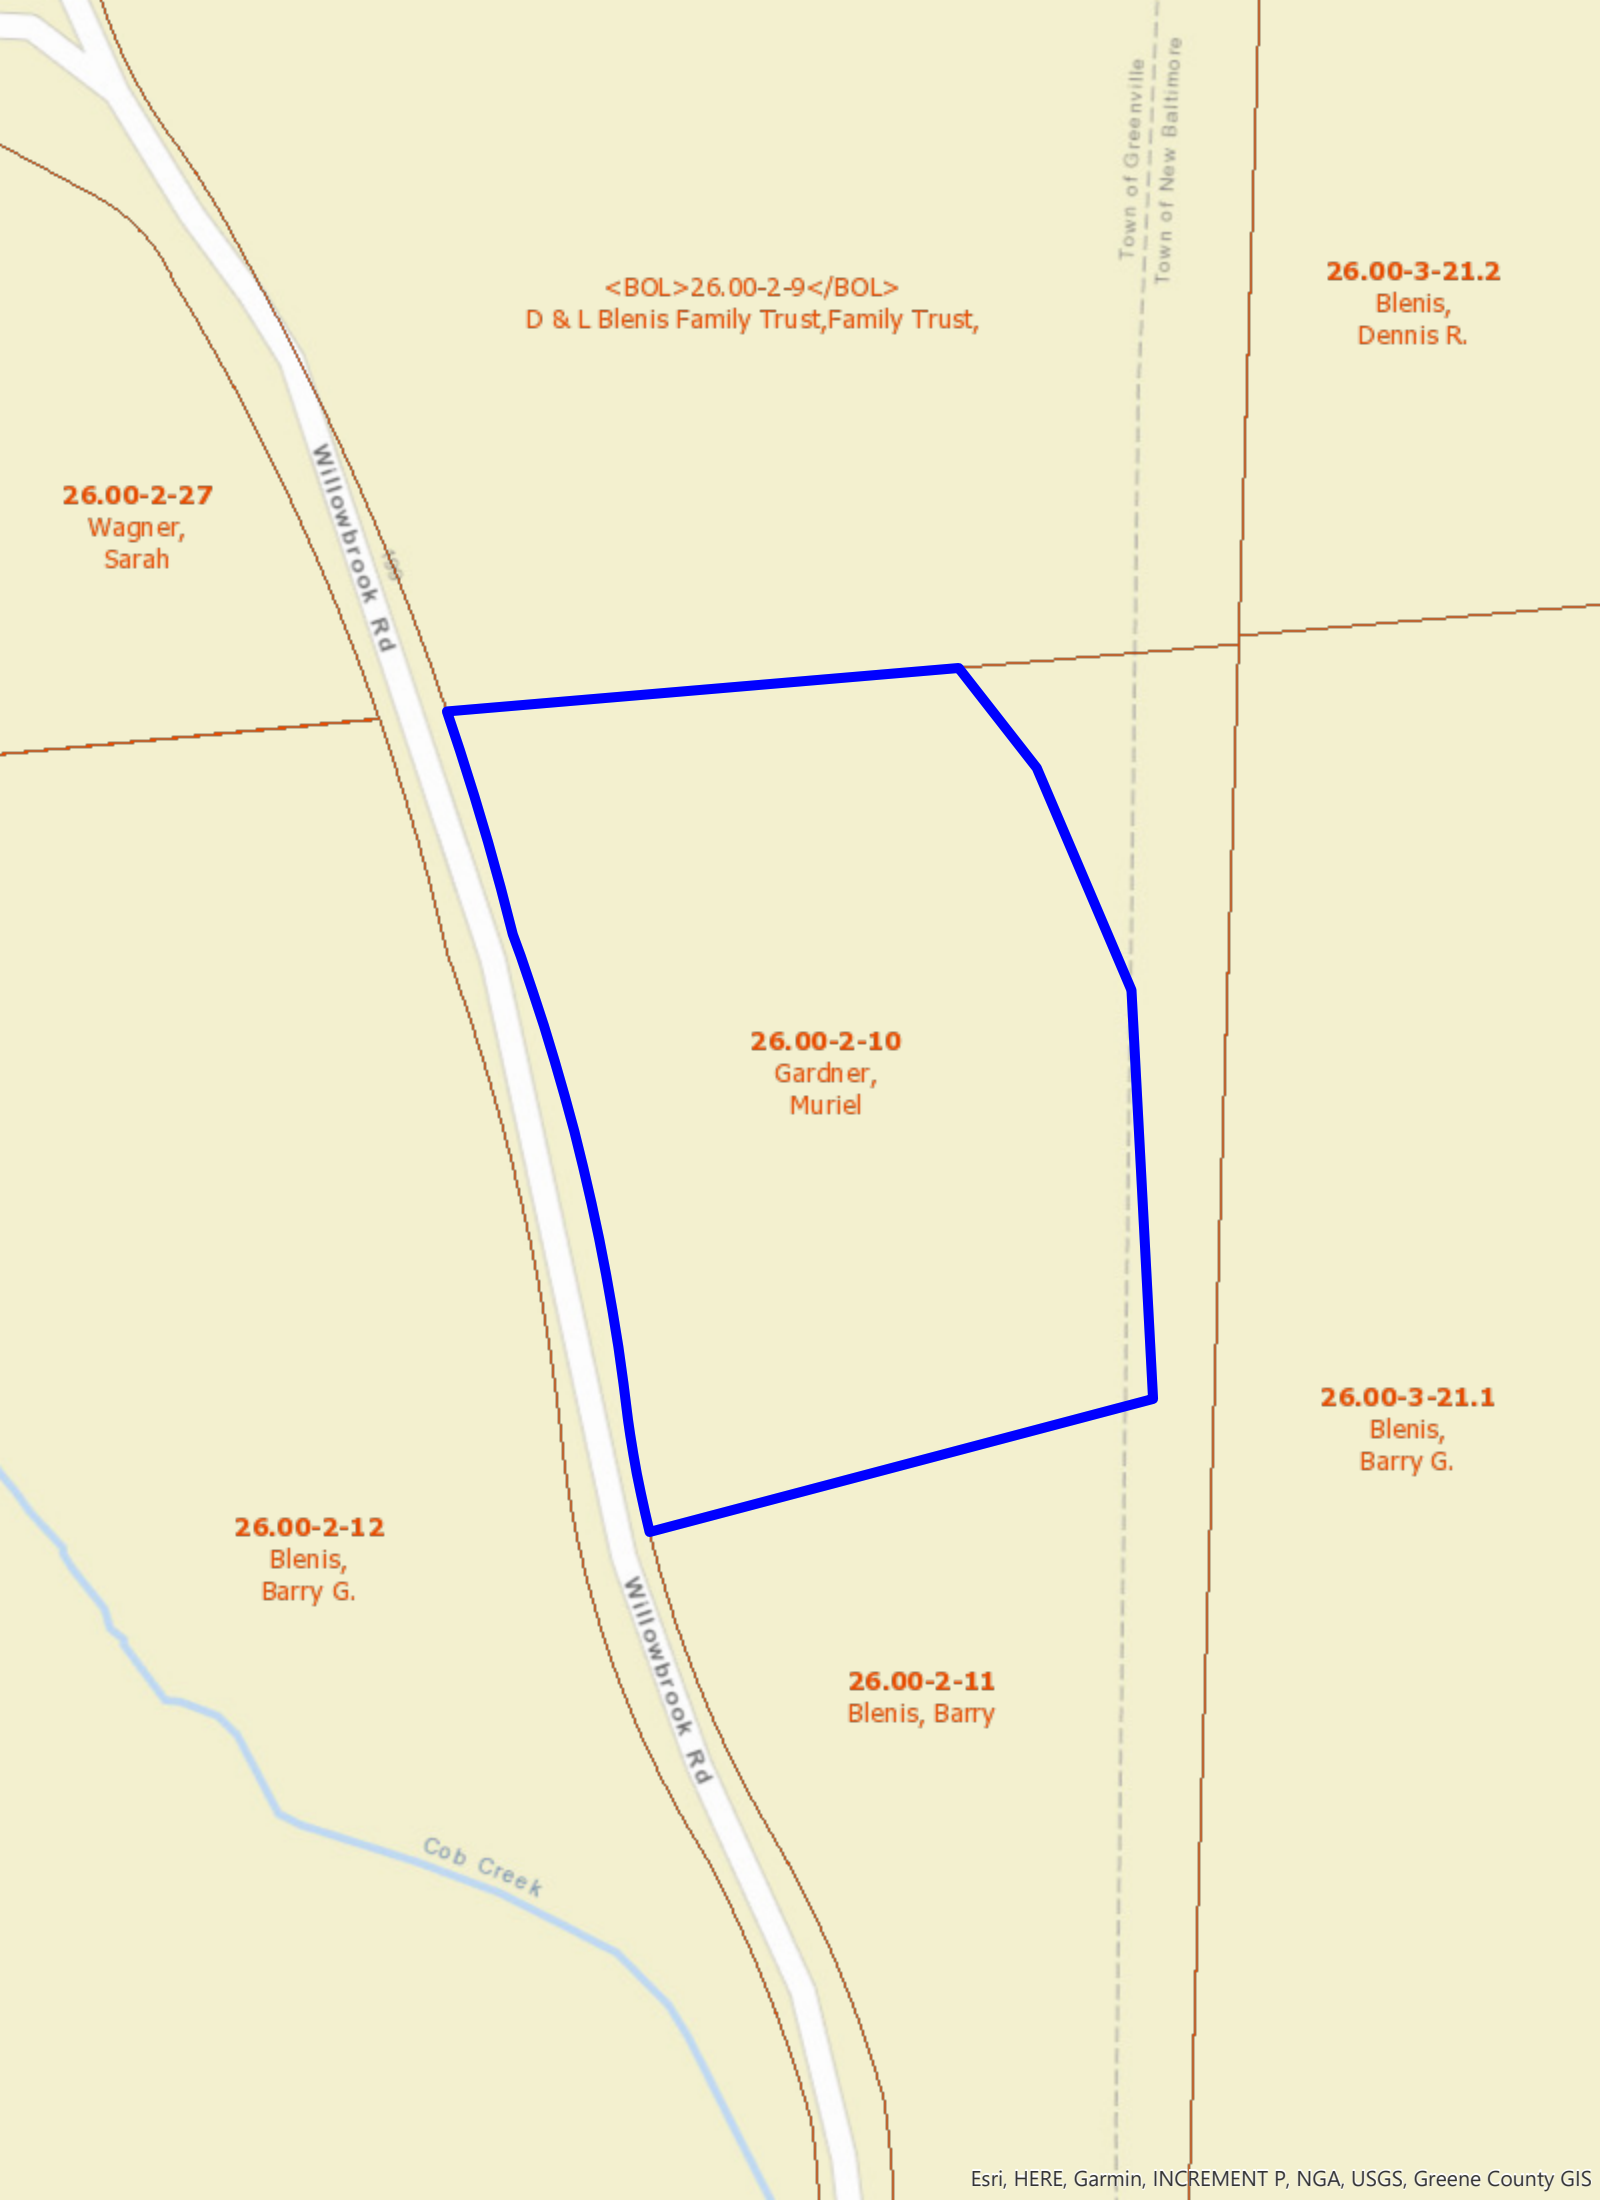 Town of Greenville
Town of New Baltimore
<BOL>26.00-2-9</BOL>
D & L Blenis Family Trust,Family Trust,
26.00-3-21.2
Blenis,
Dennis R.
26.00-2-27
Wagner,
Sarah
Willowbrook Rd
26.00-2-10
Gardner,
Muriel
26.00-3-21.1
Blenis,
Barry G.
26.00-2-12
Blenis,
Barry G.
Willowbrook Rd
26.00-2-11
Blenis, Barry
Cob Creek
Esri, HERE, Garmin, INCREMENT P, NGA, USGS, Greene County GIS